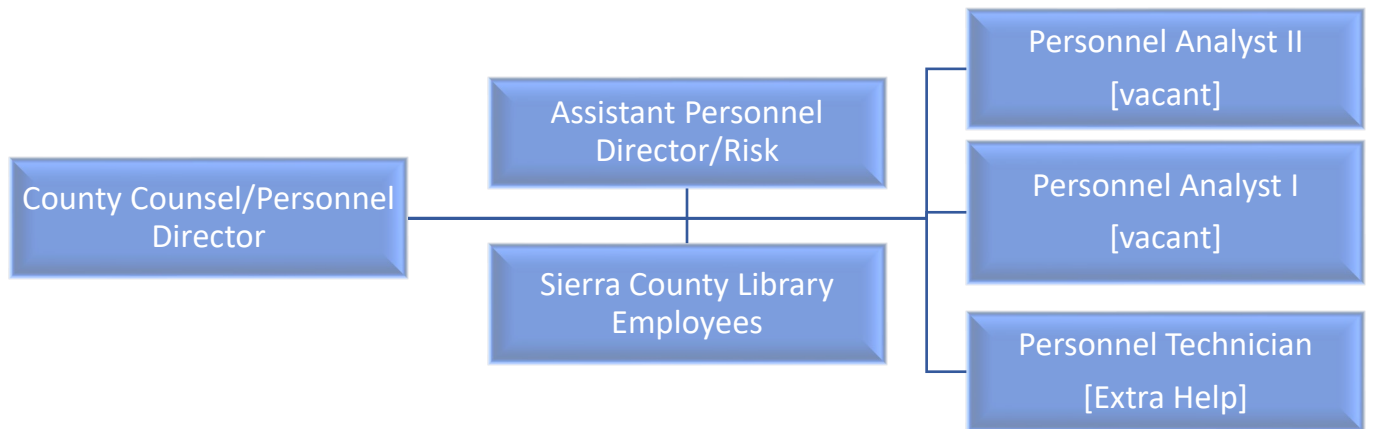 County Counsel/Personnel
Director
Assistant Personnel
Director/Risk
Sierra County Library
Employees
Personnel Analyst II
[vacant]
Personnel Analyst I
[vacant]
Personnel Technician
[Extra Help]